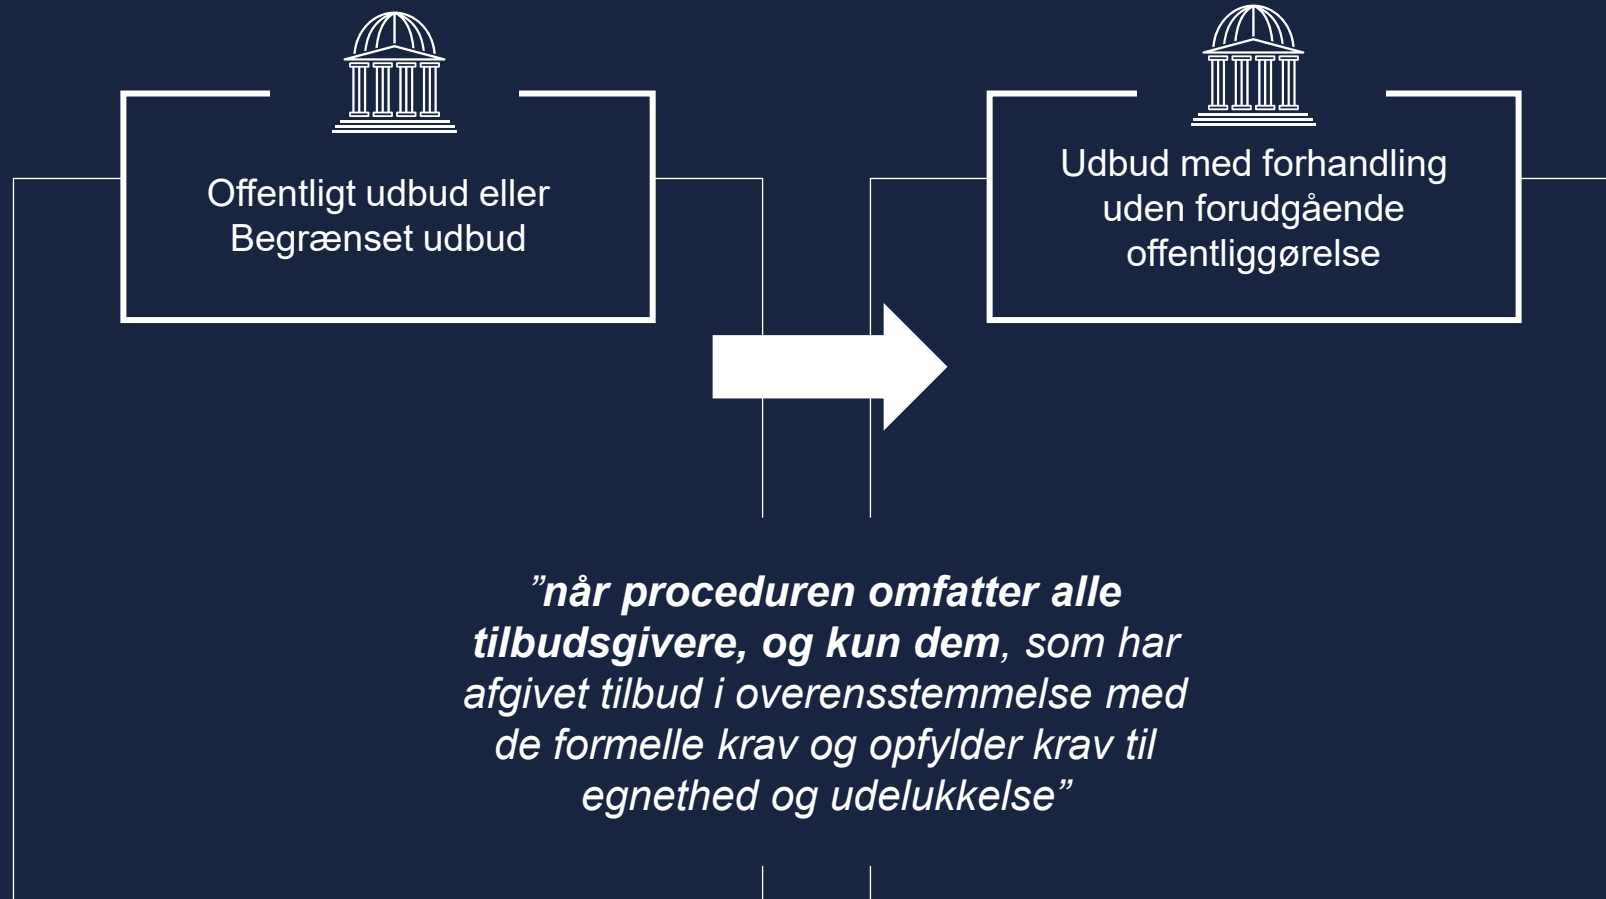 Offentligt udbud eller
Begrænset udbud
Udbud med forhandling
uden forudgående
offentliggørelse
”når proceduren omfatter alle
tilbudsgivere, og kun dem, som har
afgivet tilbud i overensstemmelse med
de formelle krav og opfylder krav til
egnethed og udelukkelse”